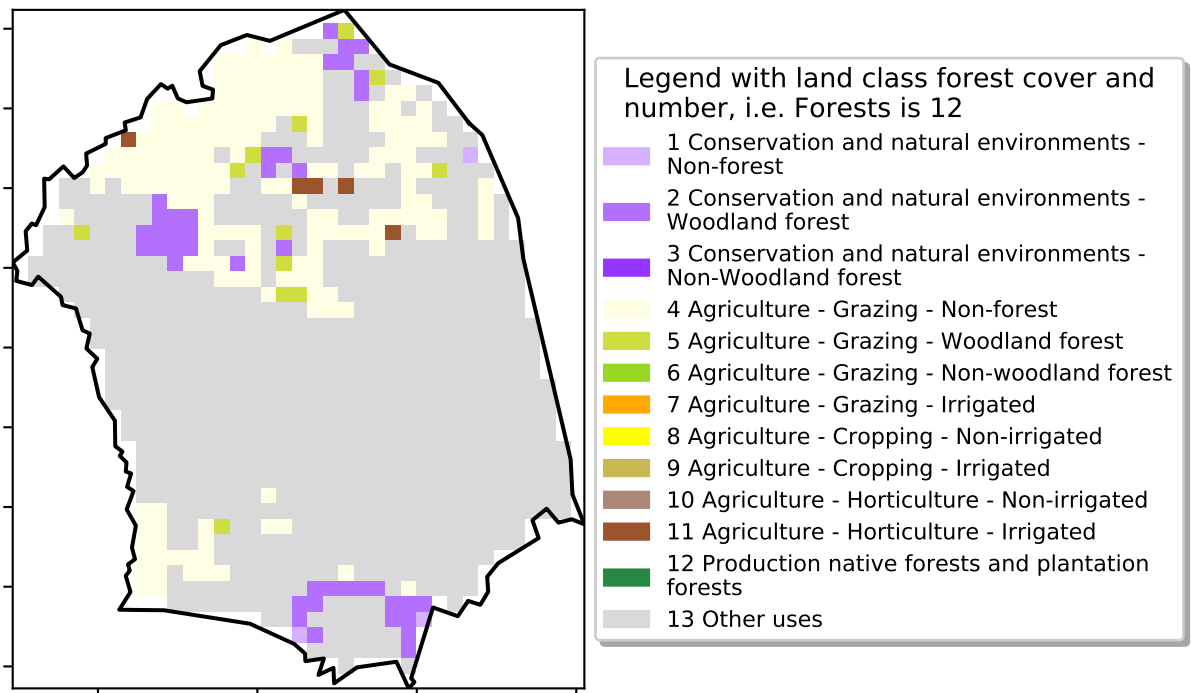 Legend with land class forest cover and
number, i.e. Forests is 12
1 Conservation and natural environments -
Non-forest
2 Conservation and natural environments -
Woodland forest
3 Conservation and natural environments -
Non-Woodland forest
4 Agriculture - Grazing - Non-forest
5 Agriculture - Grazing - Woodland forest
6 Agriculture - Grazing - Non-woodland forest
7 Agriculture - Grazing - Irrigated
8 Agriculture - Cropping - Non-irrigated
9 Agriculture - Cropping - Irrigated
10 Agriculture - Horticulture - Non-irrigated
11 Agriculture - Horticulture - Irrigated
12 Production native forests and plantation
forests
13 Other uses